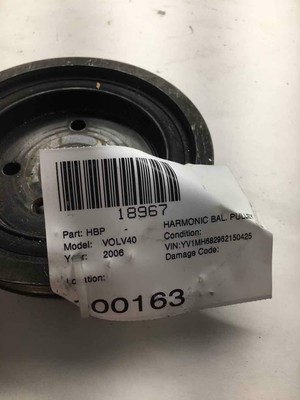 18967
Part: HBP - HARMONIC BAL. PULLEY
Model: VOLV40 Condition:
Year: 2006 VIN:YV1MH682952150425
Damage Code:
Location:
00163